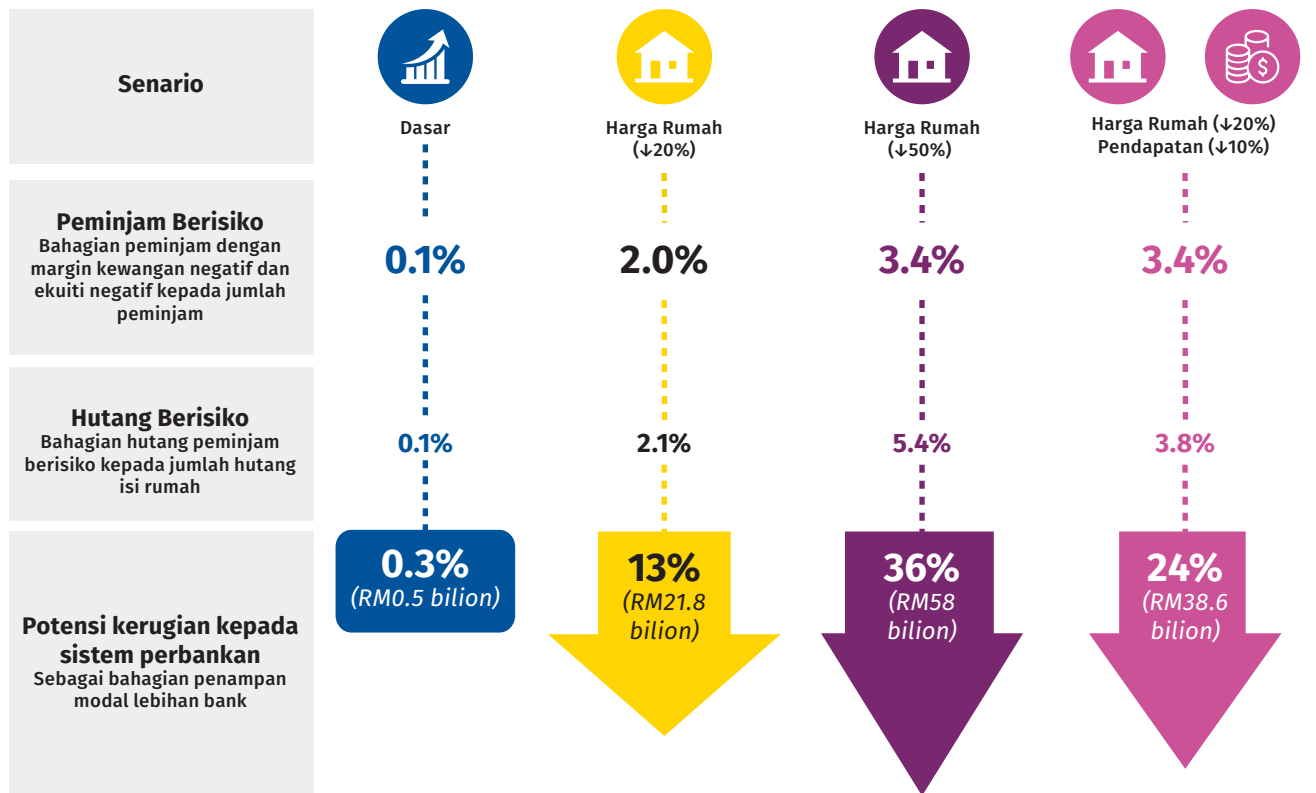 Senario
Dasar
Harga Rumah
(↓20%)
Harga Rumah
(↓50%)
Harga Rumah (↓20%)
Pendapatan (↓10%)
Peminjam Berisiko
Bahagian peminjam dengan
margin kewangan negatif dan
ekuiti negatif kepada jumlah
peminjam
0.1%
2.0%
3.4%
3.4%
Hutang Berisiko
Bahagian hutang peminjam
berisiko kepada jumlah hutang
isi rumah
0.1%
2.1%
5.4%
3.8%
Potensi kerugian kepada
sistem perbankan
Sebagai bahagian penampan
modal lebihan bank
0.3%
(RM0.5 bilion)
13%
(RM21.8
bilion)
36%
(RM58
bilion)
24%
(RM38.6
bilion)